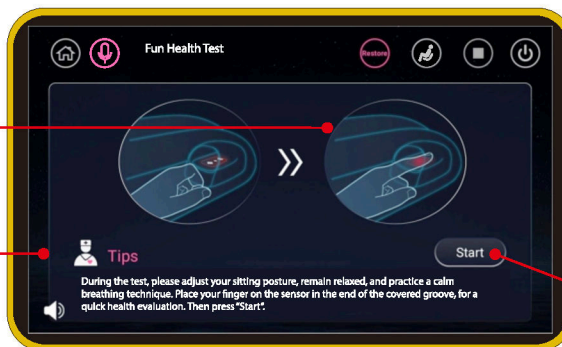 Fun Health Test
Restore
Tips
Start
During the test, please adjust your sitting posture, remain relaxed, and practice a calm
breathing technique. Place your finger on the sensor in the end of the covered groove, for a
quick health evaluation. Then press "Start".